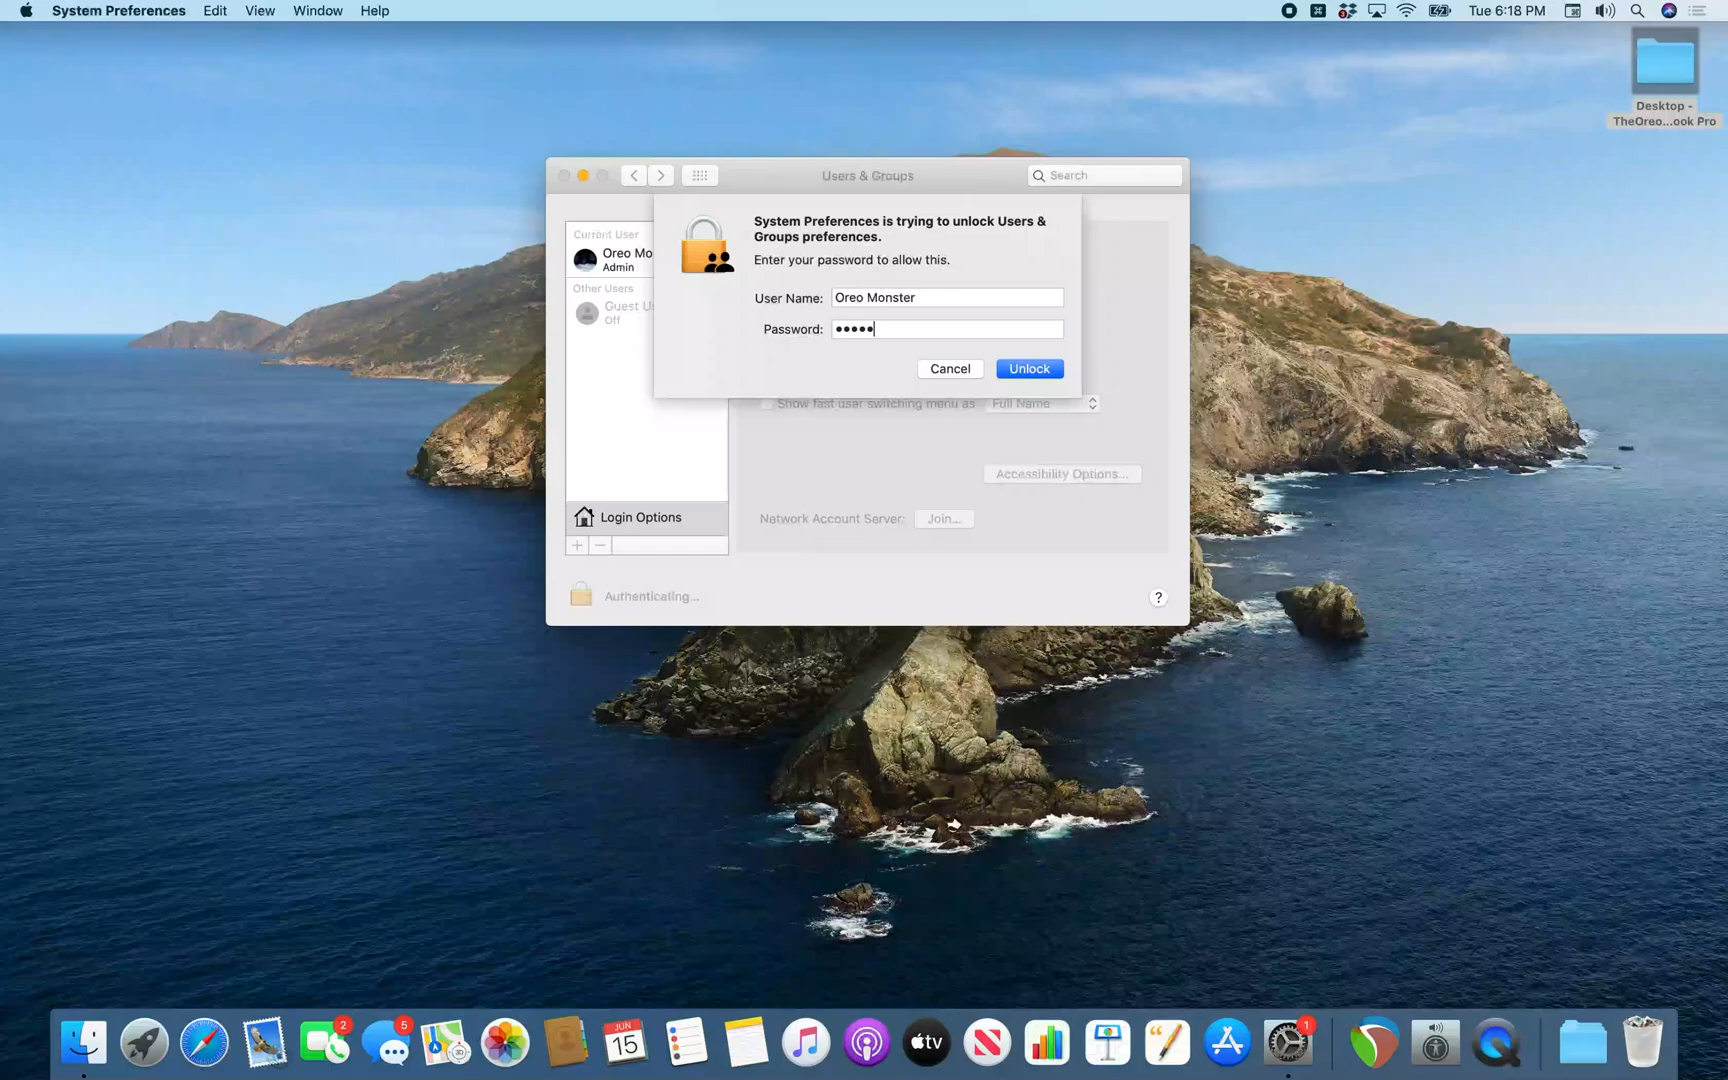 System Preferences Edit View Window Help
Tue 6:18 PM
Desktop -
TheOreo...ook Pro
Users & Groups
Search
System Preferences is trying to unlock Users &
Groups preferences.
Enter your password to allow this.
User Name: Oreo Monster
Password: •••••
Cancel Unlock
Current User
Oreo Mo
Admin
Other Users
Guest Us
Off
Show fast user switching menu as Full Name
Accessibility Options...
Login Options
Network Account Server: Join...
+ −
Authenticating...
?
2
5
3D
JUN
15
tv
1